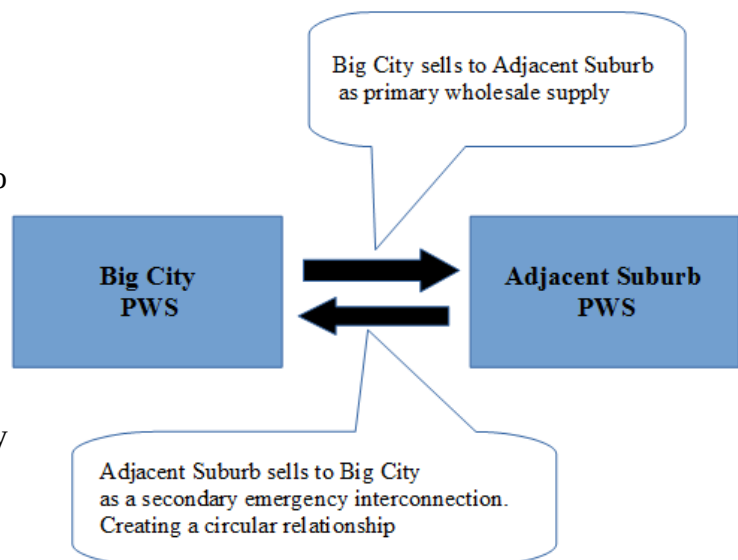 Big City sells to Adjacent Suburb
as primary wholesale supply
o
Big City
PWS
Adjacent Suburb
PWS
y
Adjacent Suburb sells to Big City
as a secondary emergency interconnection.
Creating a circular relationship